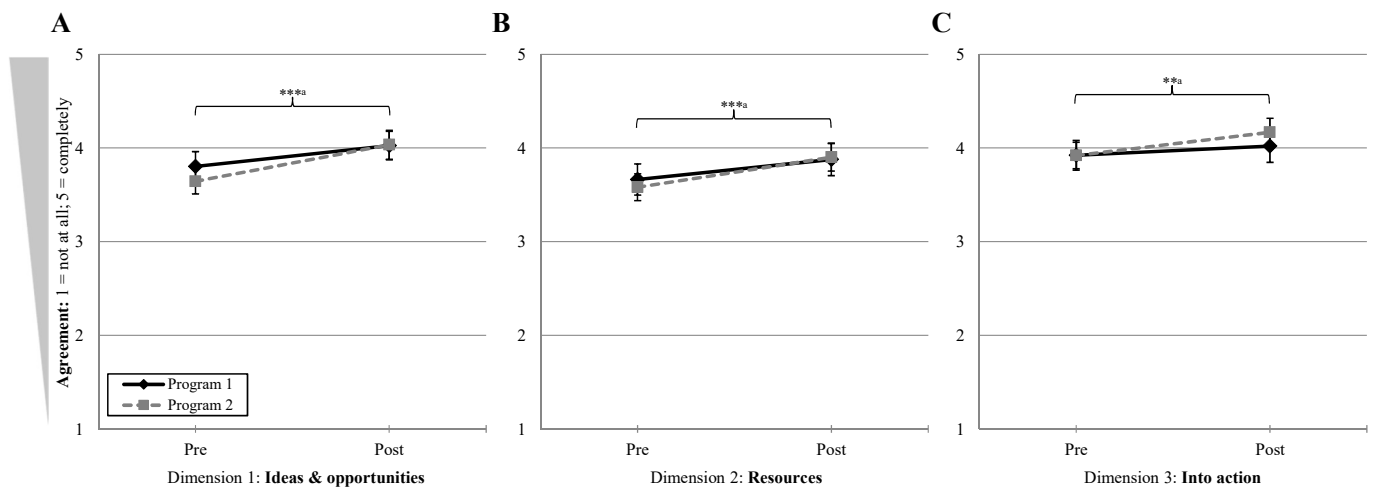 A
B
C
Agreement: 1 = not at all; 5 = completely
5
4
3
2
1
***a
Program 1
Program 2
Pre
Post
Dimension 1: Ideas & opportunities
5
4
3
2
1
***a
Pre
Post
Dimension 2: Resources
5
4
3
2
1
**a
Pre
Post
Dimension 3: Into action